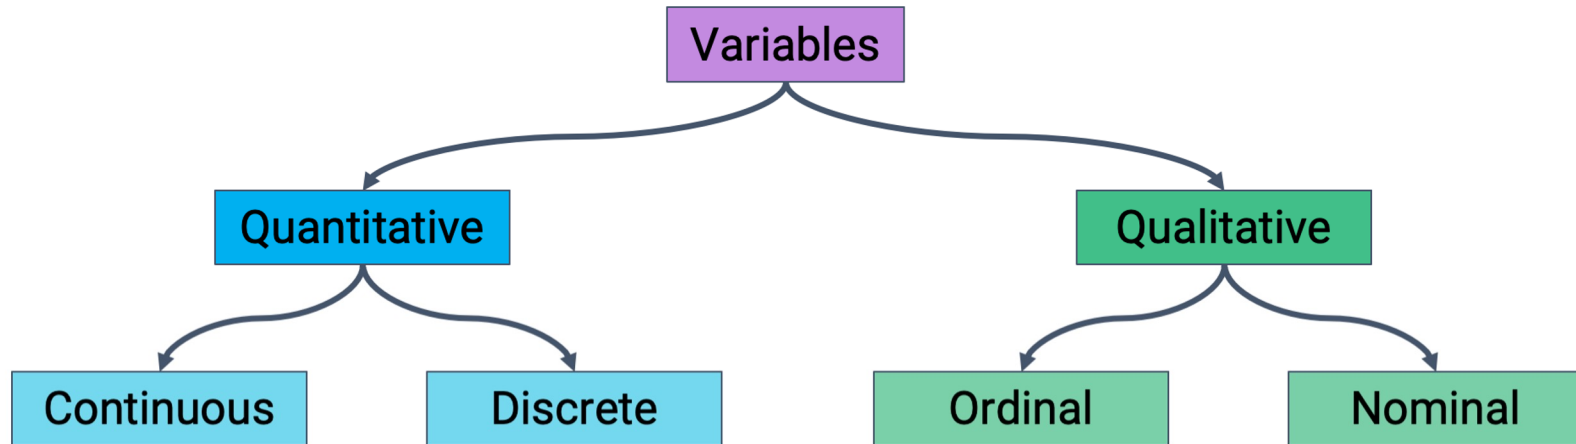 Variables
Quantitative
Qualitative
Continuous
Discrete
Ordinal
Nominal